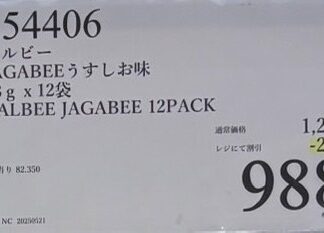 54406
ルビー
AGABEEうすしお味
g x 12袋
ALBEE JAGABEE 12PACK
通常価格 1,2
レジにて割引 -2
当り 82.350
988
NC 20250521